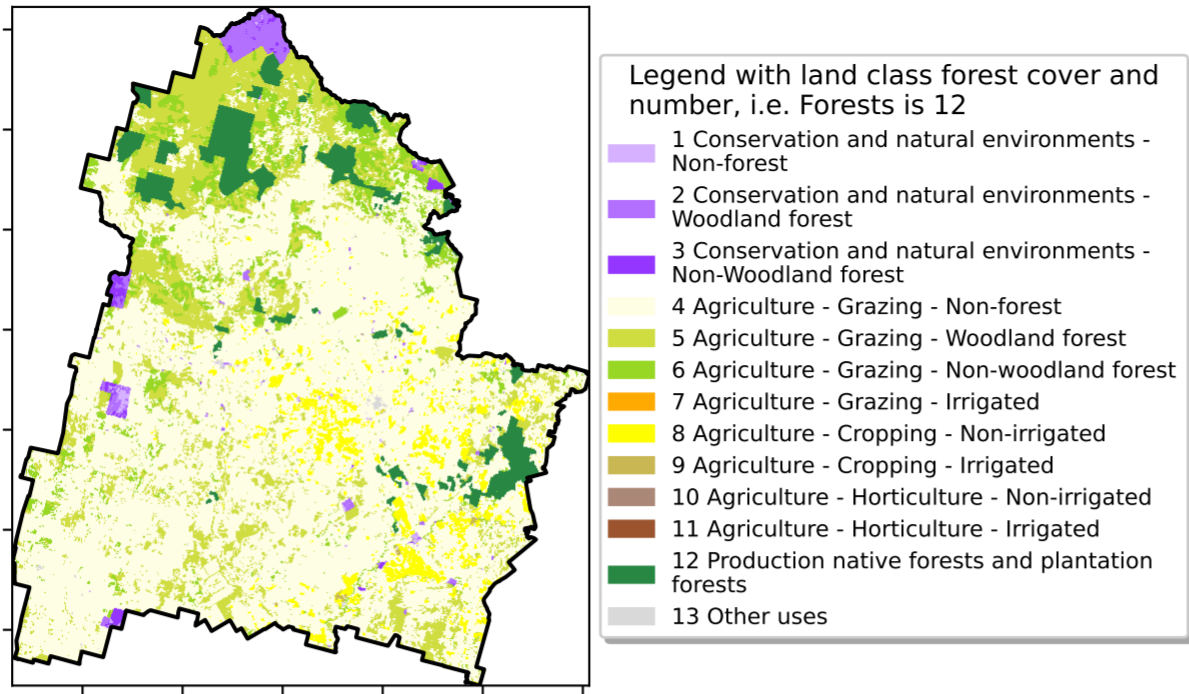 Legend with land class forest cover and
number, i.e. Forests is 12
1 Conservation and natural environments -
Non-forest
2 Conservation and natural environments -
Woodland forest
3 Conservation and natural environments -
Non-Woodland forest
4 Agriculture - Grazing - Non-forest
5 Agriculture - Grazing - Woodland forest
6 Agriculture - Grazing - Non-woodland forest
7 Agriculture - Grazing - Irrigated
8 Agriculture - Cropping - Non-irrigated
9 Agriculture - Cropping - Irrigated
10 Agriculture - Horticulture - Non-irrigated
11 Agriculture - Horticulture - Irrigated
12 Production native forests and plantation
forests
13 Other uses